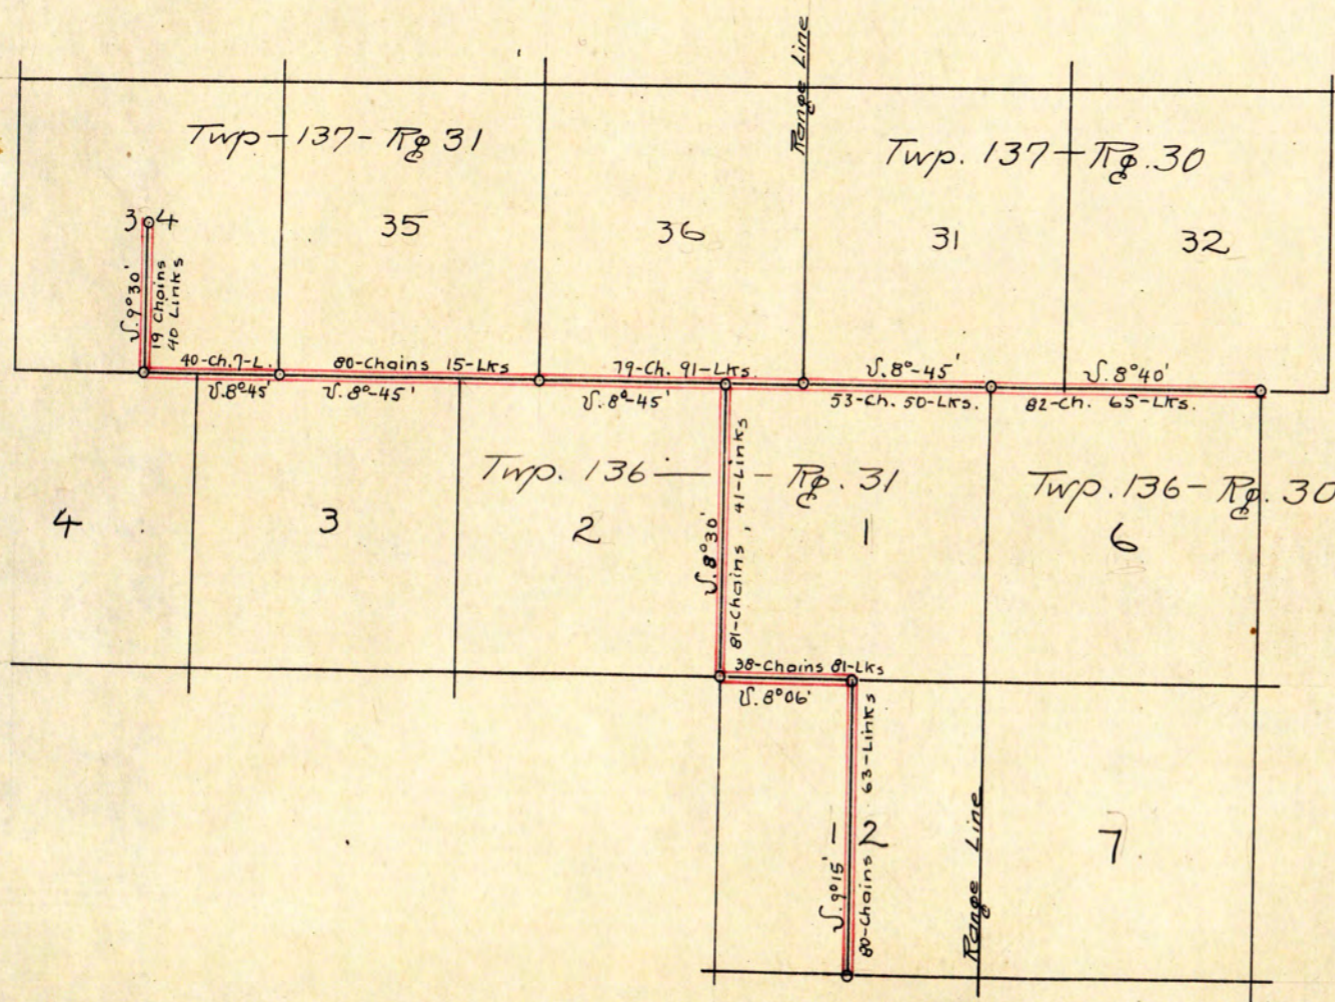 Range Line
Twp-137-Rge 31
Twp. 137-Rge.30
34
35
36
31
32
V.9°30'
19 Chains
40 Links
40-Ch.7-L.
V.8°45'
80-Chains 15-Lks
V.8°-45'
79-Ch. 91-Lks.
V.8°-45'
V.8°-45'
53-Ch. 50-Lks.
V.8°40'
82-Ch. 65-Lks.
Twp. 136 — - Rge. 31
Twp.136-Rge.30
4
3
2
1
6
V.8°30'
81-Chains, 41-Links
38-Chains 81-Lks
V.8°06'
V.9°15'
80-Chains 63-Links
12
Range Line
7